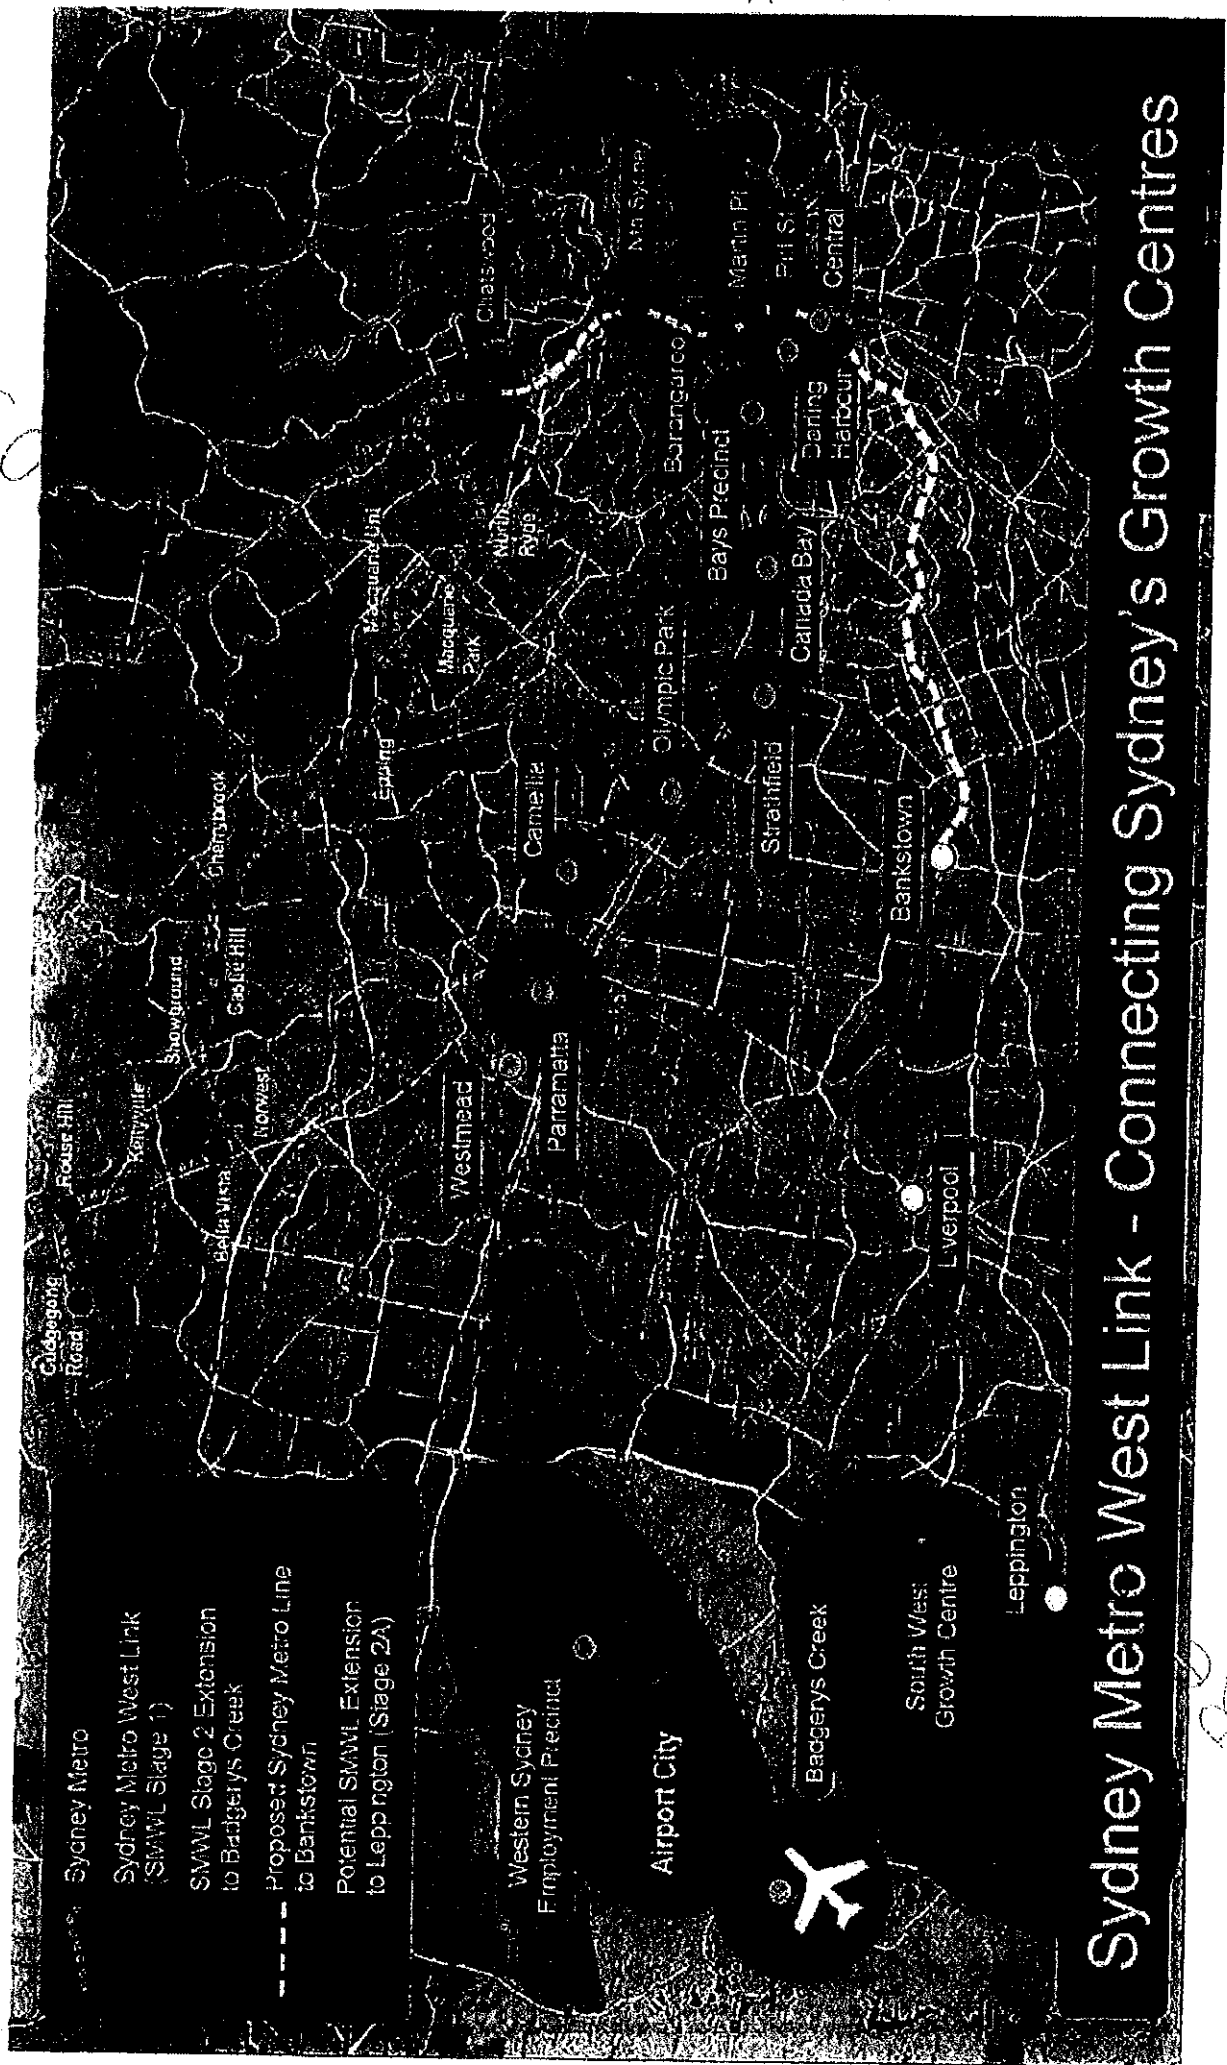 Sydney Metro
Sydney Metro West Link
(SMWL Stage 1)
SMWL Stage 2 Extension
to Badgerys Creek
Proposed Sydney Metro Line
to Bankstown
Potential SMWL Extension
to Leppington (Stage 2A)
Cudgegong
Road
Rouse Hill
Kellyville
Bella Vista
Norwest
Showground
Castle Hill
Cherrybrook
Epping
Macquarie Uni
Macquarie
Park
North
Ryde
Chatswood
Nth Sydney
Barangaroo
Martin Pl
Pitt St
Central
Darling
Harbour
Bays Precinct
Canada Bay
Olympic Park
Strathfield
Camellia
Parramatta
Westmead
Bankstown
Liverpool
Western Sydney
Employment Precinct
Airport City
Badgerys Creek
South West
Growth Centre
Leppington
Sydney Metro West Link - Connecting Sydney's Growth Centres